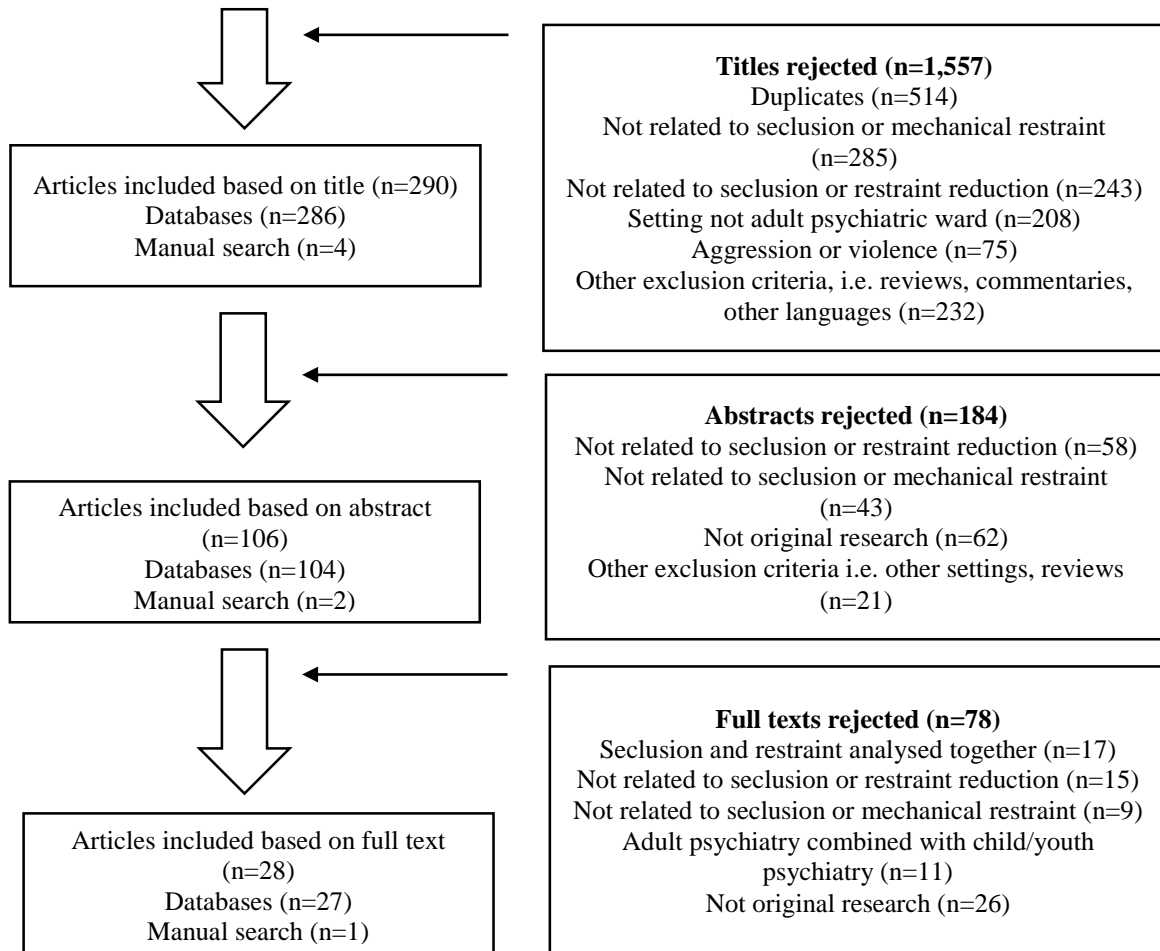 Titles rejected (n=1,557)
Duplicates (n=514)
Not related to seclusion or mechanical restraint
(n=285)
Not related to seclusion or restraint reduction (n=243)
Setting not adult psychiatric ward (n=208)
Aggression or violence (n=75)
Other exclusion criteria, i.e. reviews, commentaries,
other languages (n=232)
Articles included based on title (n=290)
Databases (n=286)
Manual search (n=4)
Abstracts rejected (n=184)
Not related to seclusion or restraint reduction (n=58)
Not related to seclusion or mechanical restraint
(n=43)
Not original research (n=62)
Other exclusion criteria i.e. other settings, reviews
(n=21)
Articles included based on abstract
(n=106)
Databases (n=104)
Manual search (n=2)
Full texts rejected (n=78)
Seclusion and restraint analysed together (n=17)
Not related to seclusion or restraint reduction (n=15)
Not related to seclusion or mechanical restraint (n=9)
Adult psychiatry combined with child/youth
psychiatry (n=11)
Not original research (n=26)
Articles included based on full text
(n=28)
Databases (n=27)
Manual search (n=1)